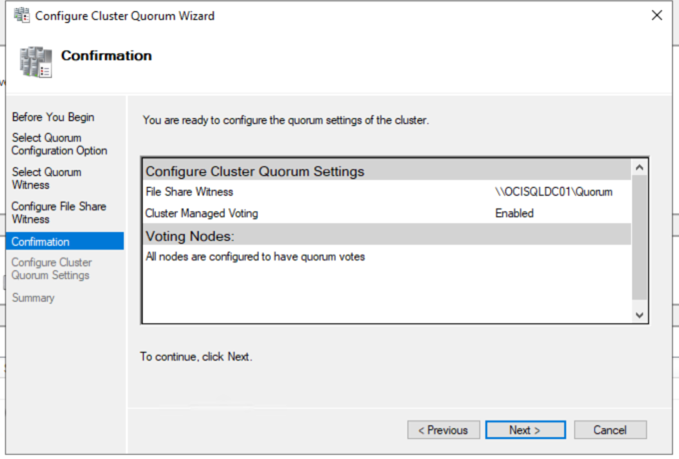 Configure Cluster Quorum Wizard
Confirmation
Before You Begin
Select Quorum
Configuration Option
Select Quorum
Witness
Configure File Share
Witness
Confirmation
Configure Cluster
Quorum Settings
Summary
You are ready to configure the quorum settings of the cluster.
Configure Cluster Quorum Settings
File Share Witness \\OCISQLDC01\Quorum
Cluster Managed Voting Enabled
Voting Nodes:
All nodes are configured to have quorum votes
To continue, click Next.
< Previous Next > Cancel